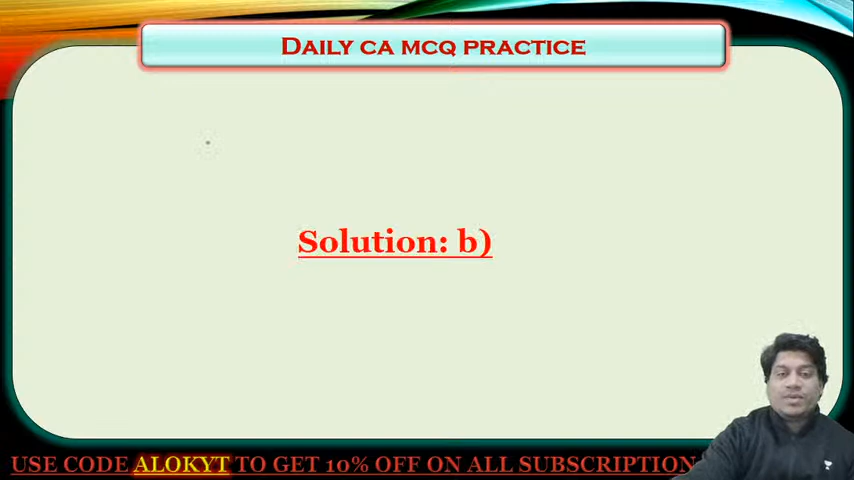 DAILY CA MCQ PRACTICE
Solution: b)
USE CODE ALOKYT TO GET 10% OFF ON ALL SUBSCRIPTION